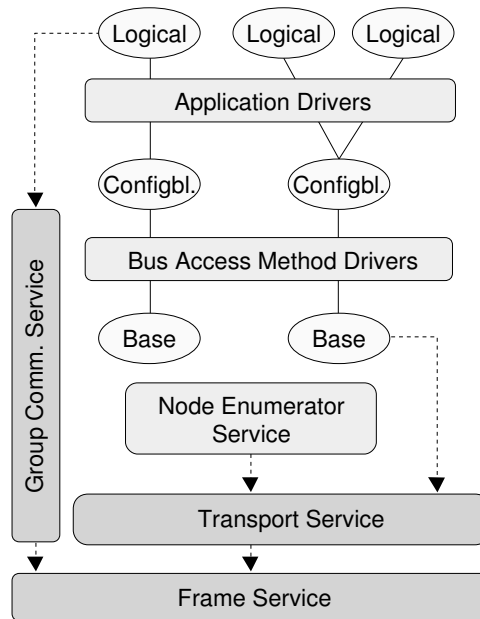 Logical
Logical
Logical
Application Drivers
Configbl.
Configbl.
Bus Access Method Drivers
Base
Base
Group Comm. Service
Node Enumerator
Service
Transport Service
Frame Service